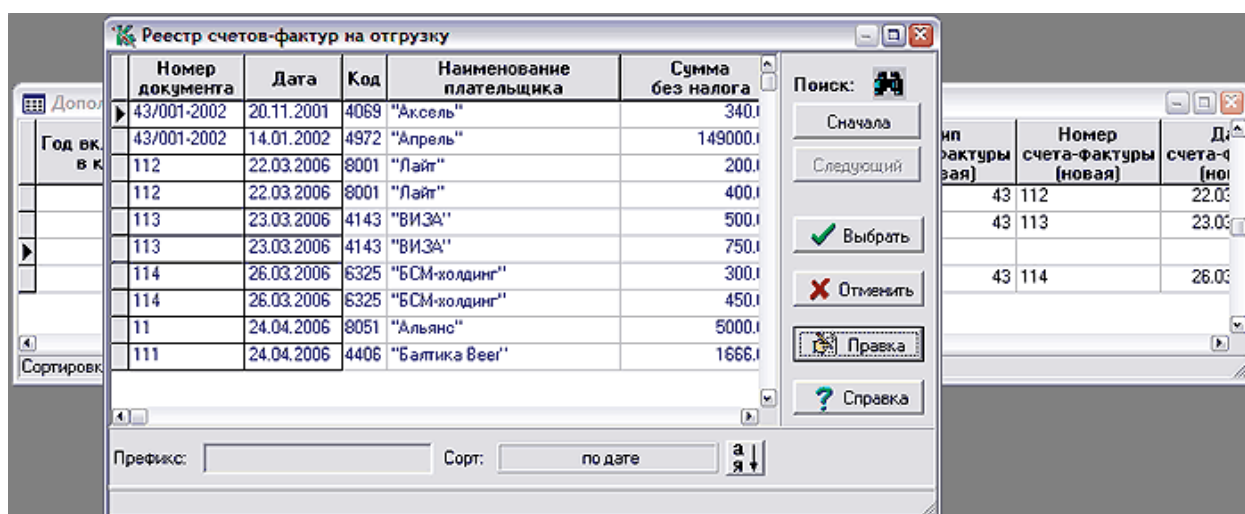 Реестр счетов-фактур на отгрузку
Номер документа Дата Код Наименование плательщика Сумма без налога
43/001-2002 20.11.2001 4069 "Аксель" 340.
43/001-2002 14.01.2002 4972 "Апрель" 149000.
112 22.03.2006 8001 "Лайт" 200.
112 22.03.2006 8001 "Лайт" 400.
113 23.03.2006 4143 "ВИЗА" 500.
113 23.03.2006 4143 "ВИЗА" 750.
114 26.03.2006 6325 "БСМ-холдинг" 300.
114 26.03.2006 6325 "БСМ-холдинг" 450.
11 24.04.2006 8051 "Альянс" 5000.
111 24.04.2006 4406 "Балтика Beer" 1666.
Поиск:
Сначала
Следующий
Выбрать
Отменить
Правка
Справка
Префикс: Сорт: по дате
а
я
Допол
Год вк.
в к
Сортировк
Номер
счета-фактуры
(новая)
43 112 22.03
43 113 23.03
43 114 26.03